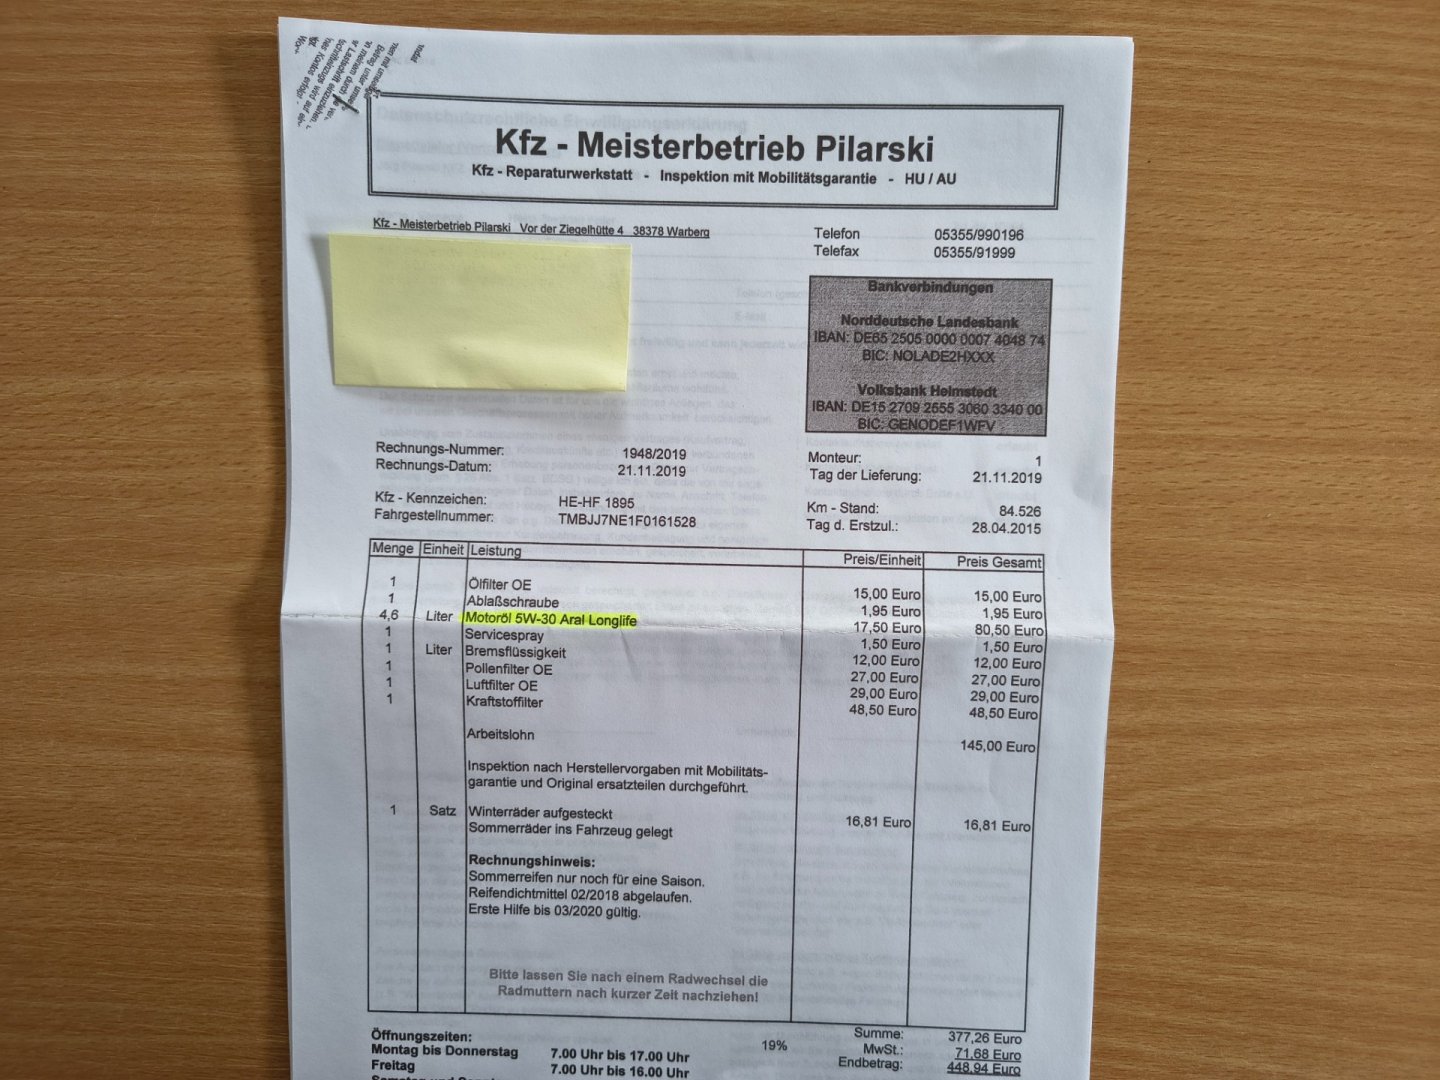 Kfz - Meisterbetrieb Pilarski
Kfz - Reparaturwerkstatt - Inspektion mit Mobilitätsgarantie - HU / AU
Kfz - Meisterbetrieb Pilarski Vor der Ziegelhütte 4 38378 Warberg
Telefon 05355/990196
Telefax 05355/91999
Bankverbindungen
Norddeutsche Landesbank
IBAN: DE65 2505 0000 0007 4048 74
BIC: NOLADE2HXXX
Volksbank Helmstedt
IBAN: DE15 2709 2555 3060 3340 00
BIC: GENODEF1WFV
Rechnungs-Nummer: 1948/2019
Rechnungs-Datum: 21.11.2019
Monteur: 1
Tag der Lieferung: 21.11.2019
Kfz - Kennzeichen: HE-HF 1895
Fahrgestellnummer: TMBJJ7NE1F0161528
Km - Stand: 84.526
Tag d. Erstzul.: 28.04.2015
Menge Einheit Leistung Preis/Einheit Preis Gesamt
1 Ölfilter OE 15,00 Euro 15,00 Euro
1 Ablaßschraube 1,95 Euro 1,95 Euro
4,6 Liter Motoröl 5W-30 Aral Longlife 17,50 Euro 80,50 Euro
1 Servicespray 1,50 Euro 1,50 Euro
1 Liter Bremsflüssigkeit 12,00 Euro 12,00 Euro
1 Pollenfilter OE 27,00 Euro 27,00 Euro
1 Luftfilter OE 29,00 Euro 29,00 Euro
1 Kraftstoffilter 48,50 Euro 48,50 Euro
Arbeitslohn 145,00 Euro
Inspektion nach Herstellervorgaben mit Mobilitäts-
garantie und Original ersatzteilen durchgeführt.
1 Satz Winterräder aufgesteckt 16,81 Euro 16,81 Euro
Sommerräder ins Fahrzeug gelegt
Rechnungshinweis:
Sommerreifen nur noch für eine Saison.
Reifendichtmittel 02/2018 abgelaufen.
Erste Hilfe bis 03/2020 gültig.
Bitte lassen Sie nach einem Radwechsel die
Radmuttern nach kurzer Zeit nachziehen!
Öffnungszeiten:
Montag bis Donnerstag 7.00 Uhr bis 17.00 Uhr
Freitag 7.00 Uhr bis 16.00 Uhr
Summe: 377,26 Euro
19% MwSt.: 71,68 Euro
Endbetrag: 448,94 Euro